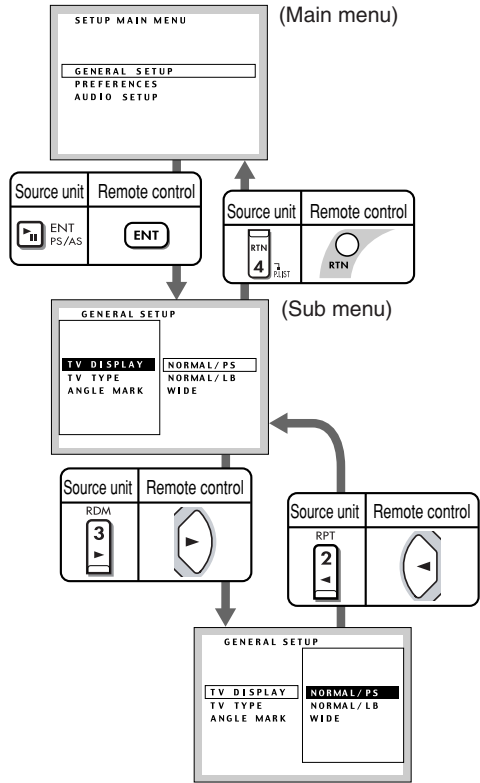 SETUP MAIN MENU
(Main menu)
GENERAL SETUP
PREFERENCES
AUDIO SETUP
Source unit Remote control
ENT
PS/AS
ENT
Source unit Remote control
RTN
4
P.LIST
RTN
(Sub menu)
GENERAL SETUP
TV DISPLAY NORMAL/PS
TV TYPE NORMAL/LB
ANGLE MARK WIDE
Source unit Remote control
RDM
3
Source unit Remote control
RPT
2
GENERAL SETUP
TV DISPLAY NORMAL/PS
TV TYPE NORMAL/LB
ANGLE MARK WIDE